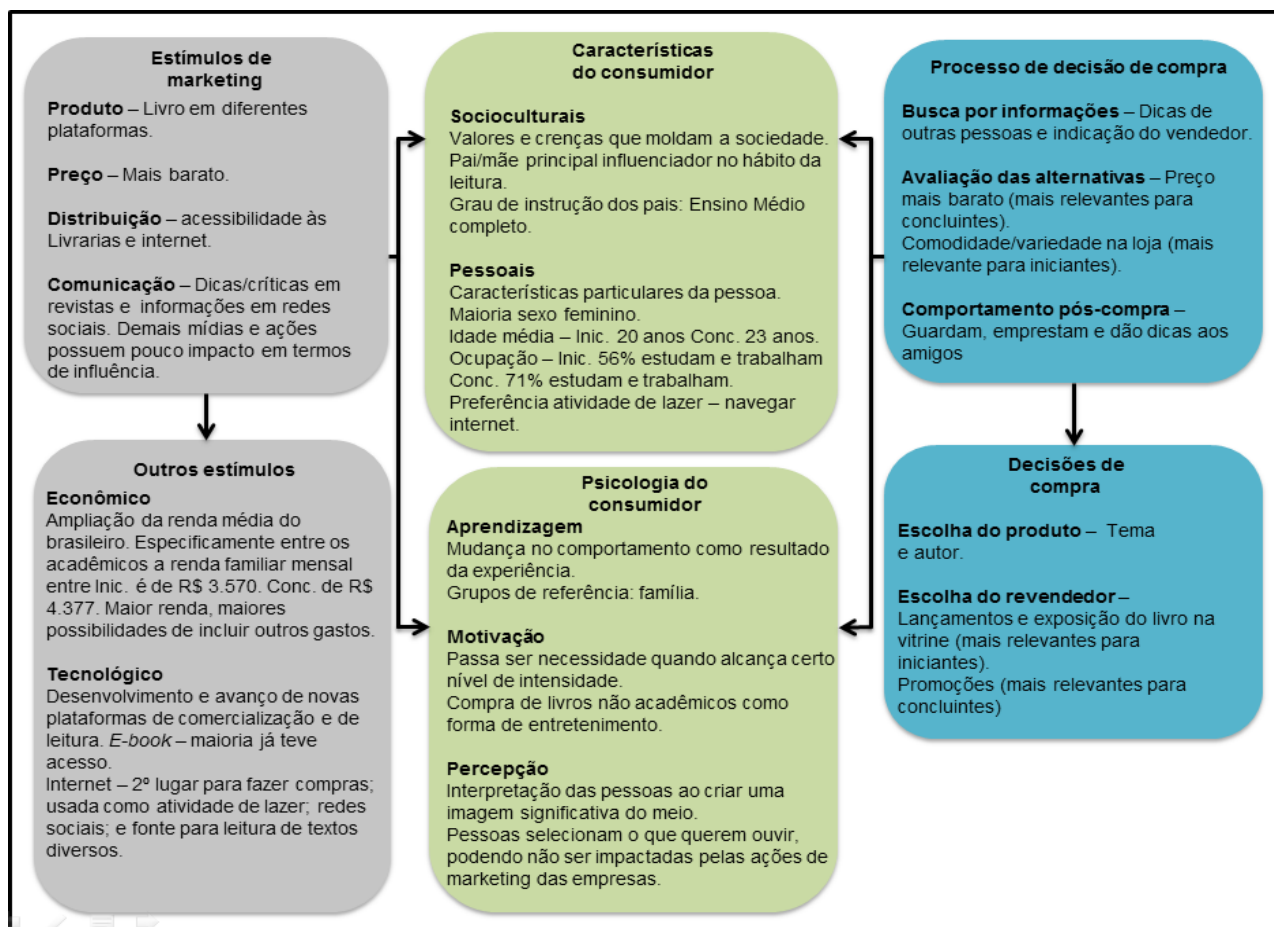 Estímulos de
marketing
Produto – Livro em diferentes
plataformas.
Preço – Mais barato.
Distribuição – acessibilidade às
Livrarias e internet.
Comunicação – Dicas/críticas em
revistas e informações em redes
sociais. Demais mídias e ações
possuem pouco impacto em termos
de influência.
Outros estímulos
Econômico
Ampliação da renda média do
brasileiro. Especificamente entre os
acadêmicos a renda familiar mensal
entre Inic. é de R$ 3.570. Conc. de R$
4.377. Maior renda, maiores
possibilidades de incluir outros gastos.
Tecnológico
Desenvolvimento e avanço de novas
plataformas de comercialização e de
leitura. E-book – maioria já teve
acesso.
Internet – 2º lugar para fazer compras;
usada como atividade de lazer; redes
sociais; e fonte para leitura de textos
diversos.
Características
do consumidor
Socioculturais
Valores e crenças que moldam a sociedade.
Pai/mãe principal influenciador no hábito da
leitura.
Grau de instrução dos pais: Ensino Médio
completo.
Pessoais
Características particulares da pessoa.
Maioria sexo feminino.
Idade média – Inic. 20 anos Conc. 23 anos.
Ocupação – Inic. 56% estudam e trabalham
Conc. 71% estudam e trabalham.
Preferência atividade de lazer – navegar
internet.
Psicologia do
consumidor
Aprendizagem
Mudança no comportamento como resultado
da experiência.
Grupos de referência: família.
Motivação
Passa ser necessidade quando alcança certo
nível de intensidade.
Compra de livros não acadêmicos como
forma de entretenimento.
Percepção
Interpretação das pessoas ao criar uma
imagem significativa do meio.
Pessoas selecionam o que querem ouvir,
podendo não ser impactadas pelas ações de
marketing das empresas.
Processo de decisão de compra
Busca por informações – Dicas de
outras pessoas e indicação do vendedor.
Avaliação das alternativas – Preço
mais barato (mais relevantes para
concluintes).
Comodidade/variedade na loja (mais
relevante para iniciantes).
Comportamento pós-compra –
Guardam, emprestam e dão dicas aos
amigos
Decisões de
compra
Escolha do produto – Tema
e autor.
Escolha do revendedor –
Lançamentos e exposição do livro na
vitrine (mais relevantes para
iniciantes).
Promoções (mais relevantes para
concluintes)